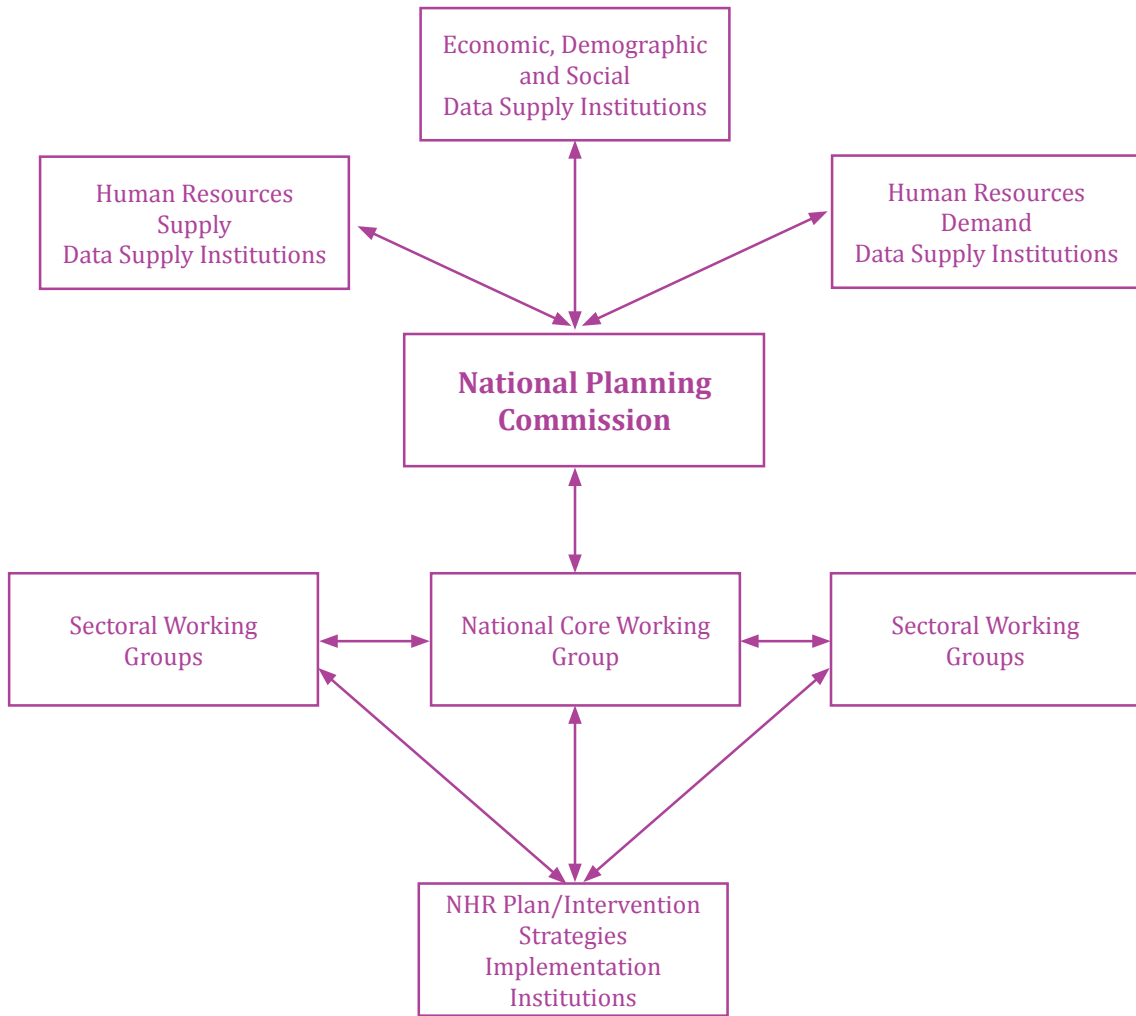 Economic, Demographic
and Social
Data Supply Institutions
Human Resources
Supply
Data Supply Institutions
Human Resources
Demand
Data Supply Institutions
National Planning
Commission
Sectoral Working
Groups
National Core Working
Group
Sectoral Working
Groups
NHR Plan/Intervention
Strategies
Implementation
Institutions